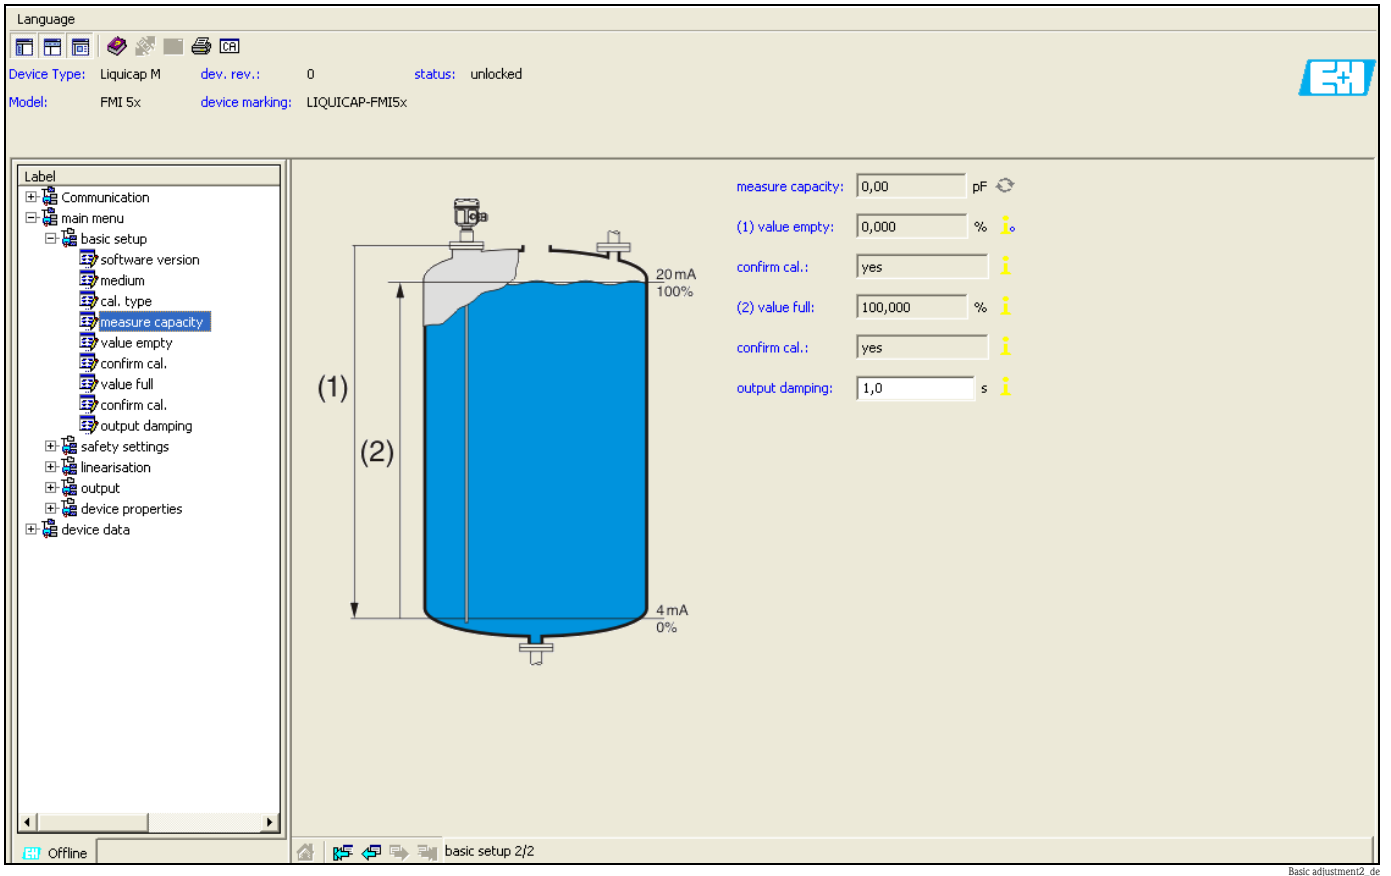 Language
CA
Device Type: Liquicap M dev. rev.: 0 status: unlocked
Model: FMI 5x device marking: LIQUICAP-FMI5x
E+H
Label
Communication
main menu
basic setup
software version
medium
cal. type
measure capacity
value empty
confirm cal.
value full
confirm cal.
output damping
safety settings
linearisation
output
device properties
device data
(1)
(2)
20 mA
100%
4 mA
0%
measure capacity: 0,00 pF
(1) value empty: 0,000 %
confirm cal.: yes
(2) value full: 100,000 %
confirm cal.: yes
output damping: 1,0 s
Offline
basic setup 2/2
Basic adjustment2_de